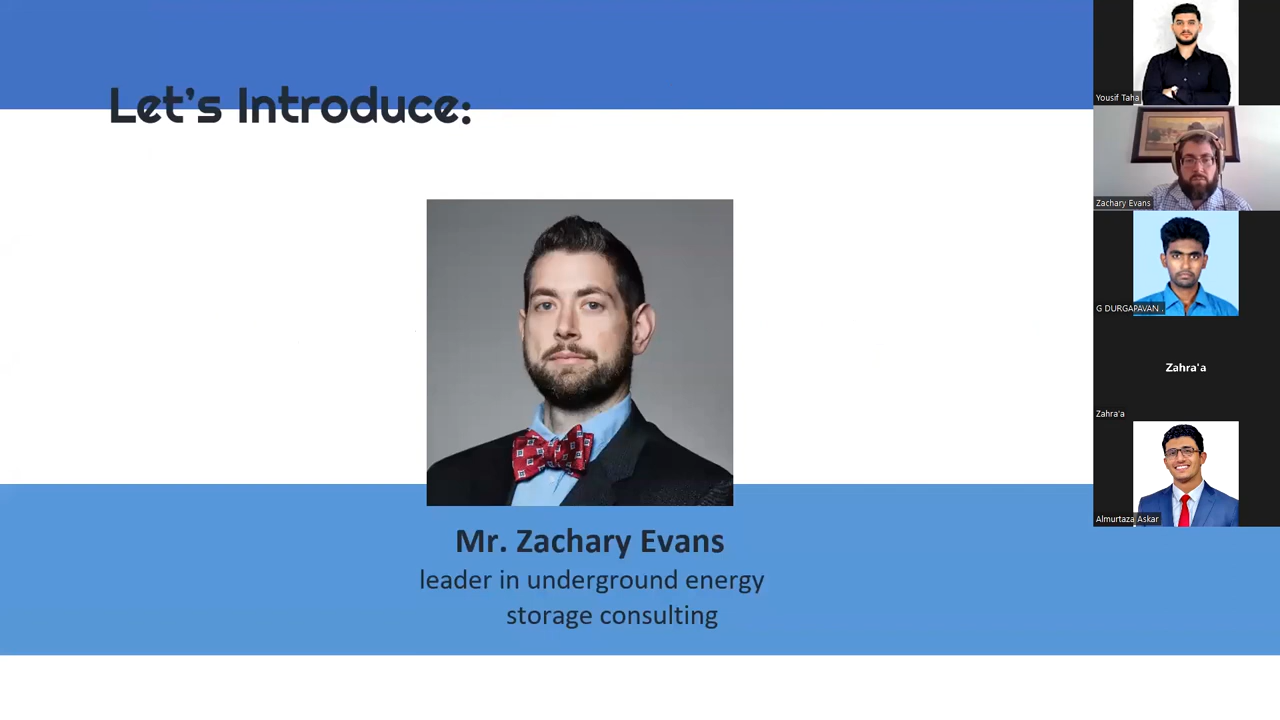 Let's Introduce:
Mr. Zachary Evans
leader in underground energy
storage consulting
Yousif Taha
Zachary Evans
G DURGAPAVAN .
Zahra'a
Zahra'a
Almurtaza Askar